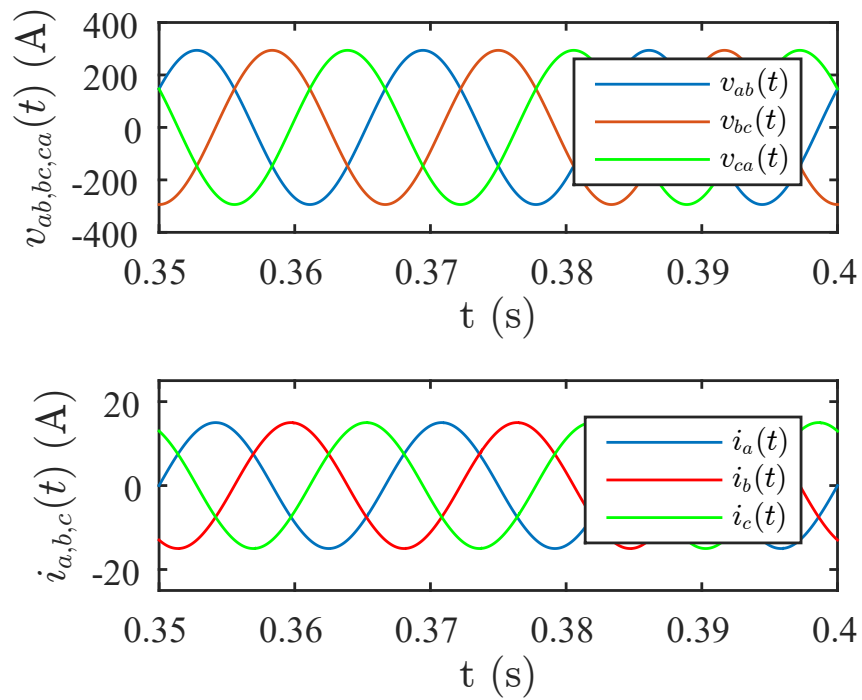 v_{ab,bc,ca}(t) (A)
400
200
0
-200
-400
v_{ab}(t)
v_{bc}(t)
v_{ca}(t)
0.35 0.36 0.37 0.38 0.39 0.4
t (s)
i_{a,b,c}(t) (A)
20
0
-20
i_a(t)
i_b(t)
i_c(t)
0.35 0.36 0.37 0.38 0.39 0.4
t (s)